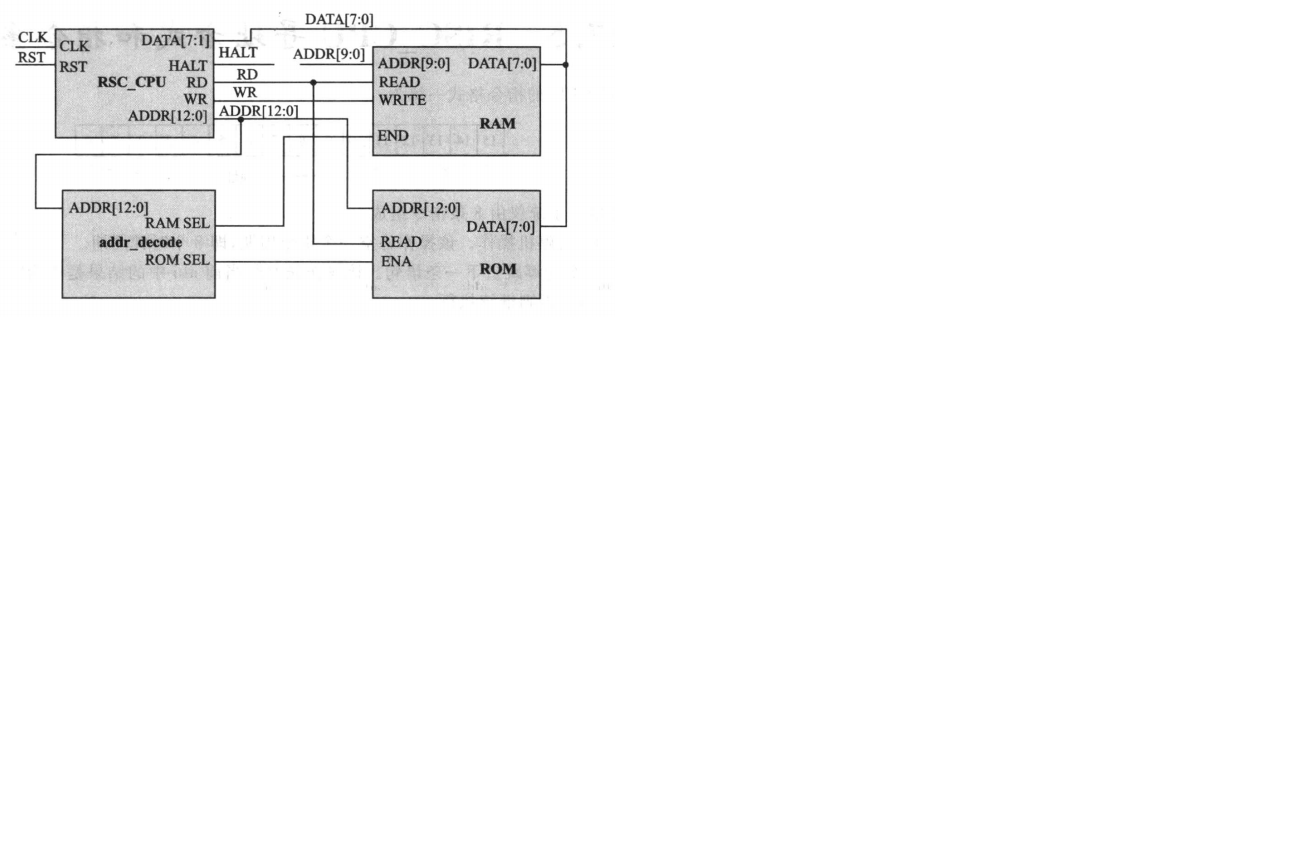 DATA[7:0]
CLK
CLK
DATA[7:1]
HALT
ADDR[9:0]
ADDR[9:0]
DATA[7:0]
RST
RST
HALT
RSC_CPU
RD
RD
READ
WR
WR
WRITE
ADDR[12:0]
ADDR[12:0]
RAM
END
ADDR[12:0]
RAM SEL
addr_decode
ROM SEL
ADDR[12:0]
DATA[7:0]
READ
ENA
ROM